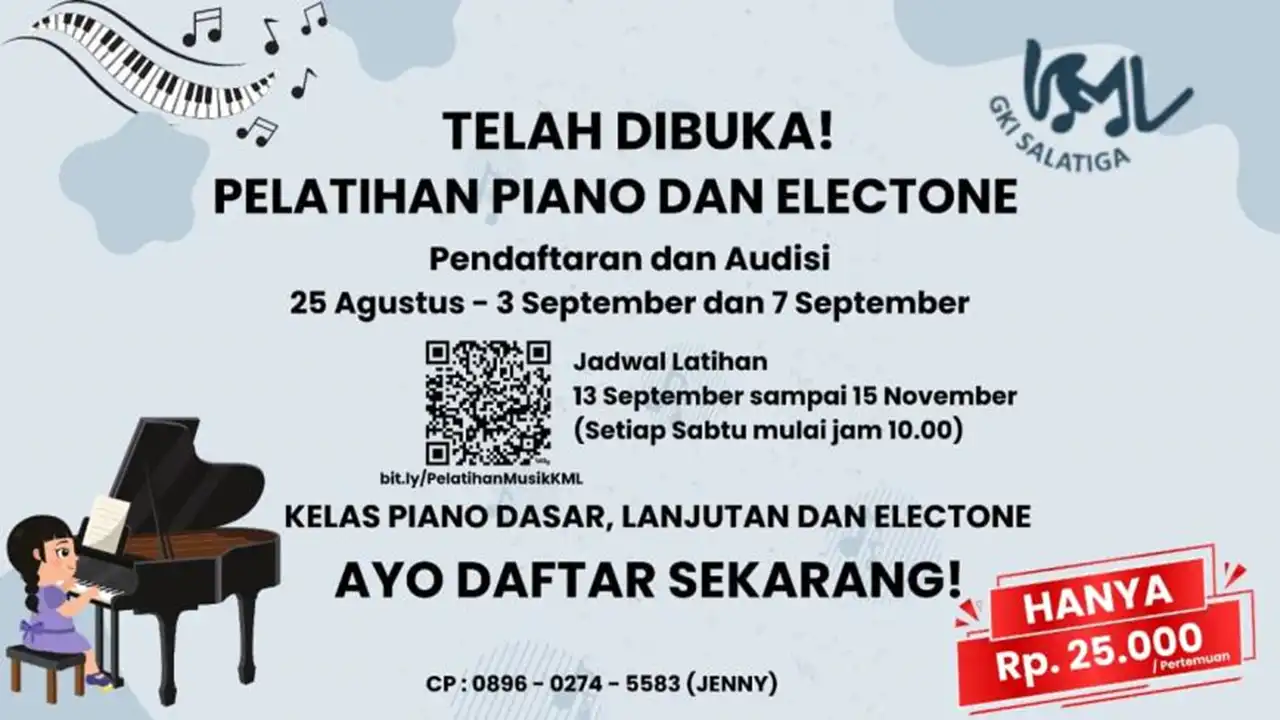 KML
GKI SALATIGA
TELAH DIBUKA!
PELATIHAN PIANO DAN ELECTONE
Pendaftaran dan Audisi
25 Agustus - 3 September dan 7 September
Jadwal Latihan
13 September sampai 15 November
(Setiap Sabtu mulai jam 10.00)
bit.ly/PelatihanMusikKML
KELAS PIANO DASAR, LANJUTAN DAN ELECTONE
AYO DAFTAR SEKARANG!
HANYA
Rp. 25.000
/ Pertemuan
CP : 0896 - 0274 - 5583 (JENNY)